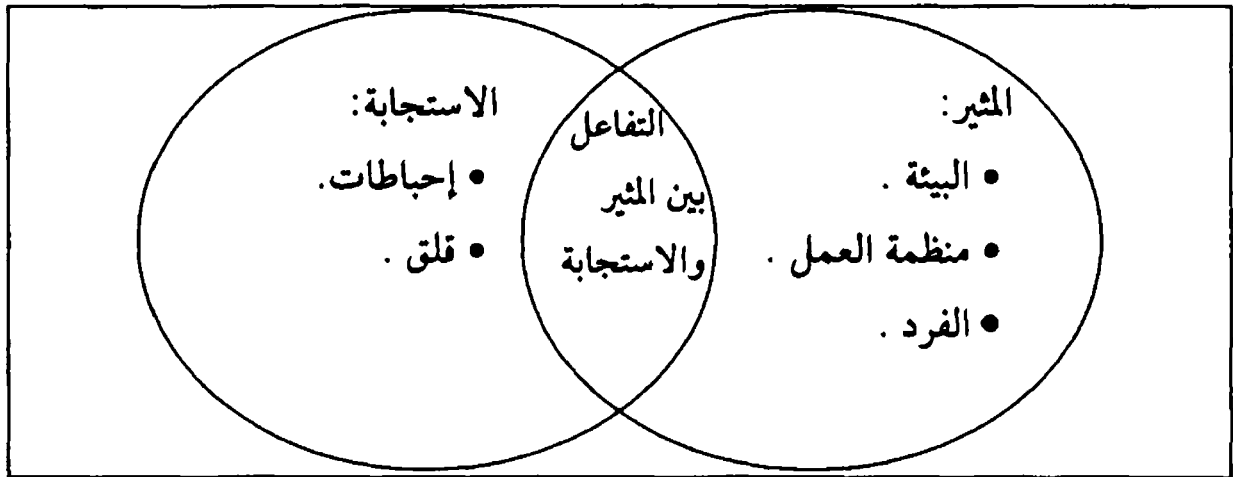 المثير:
• البيئة .
• منظمة العمل .
• الفرد .
التفاعل
بين المثير
والاستجابة
الاستجابة:
• إحباطات.
• قلق .